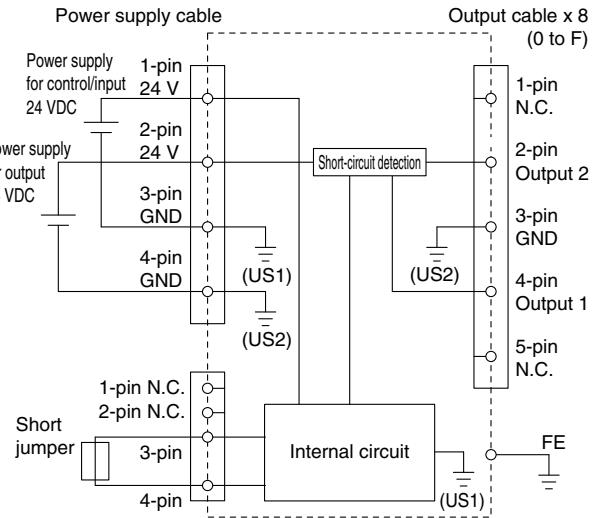 Power supply cable
Output cable x 8
(0 to F)
Power supply
for control/input
24 VDC
1-pin
24 V
2-pin
24 V
3-pin
GND
4-pin
GND
supply
output
VDC
(US1)
(US2)
Short-circuit detection
1-pin
N.C.
2-pin
Output 2
3-pin
GND
(US2)
4-pin
Output 1
5-pin
N.C.
1-pin N.C.
2-pin N.C.
3-pin
4-pin
Short
jumper
Internal circuit
(US1)
FE